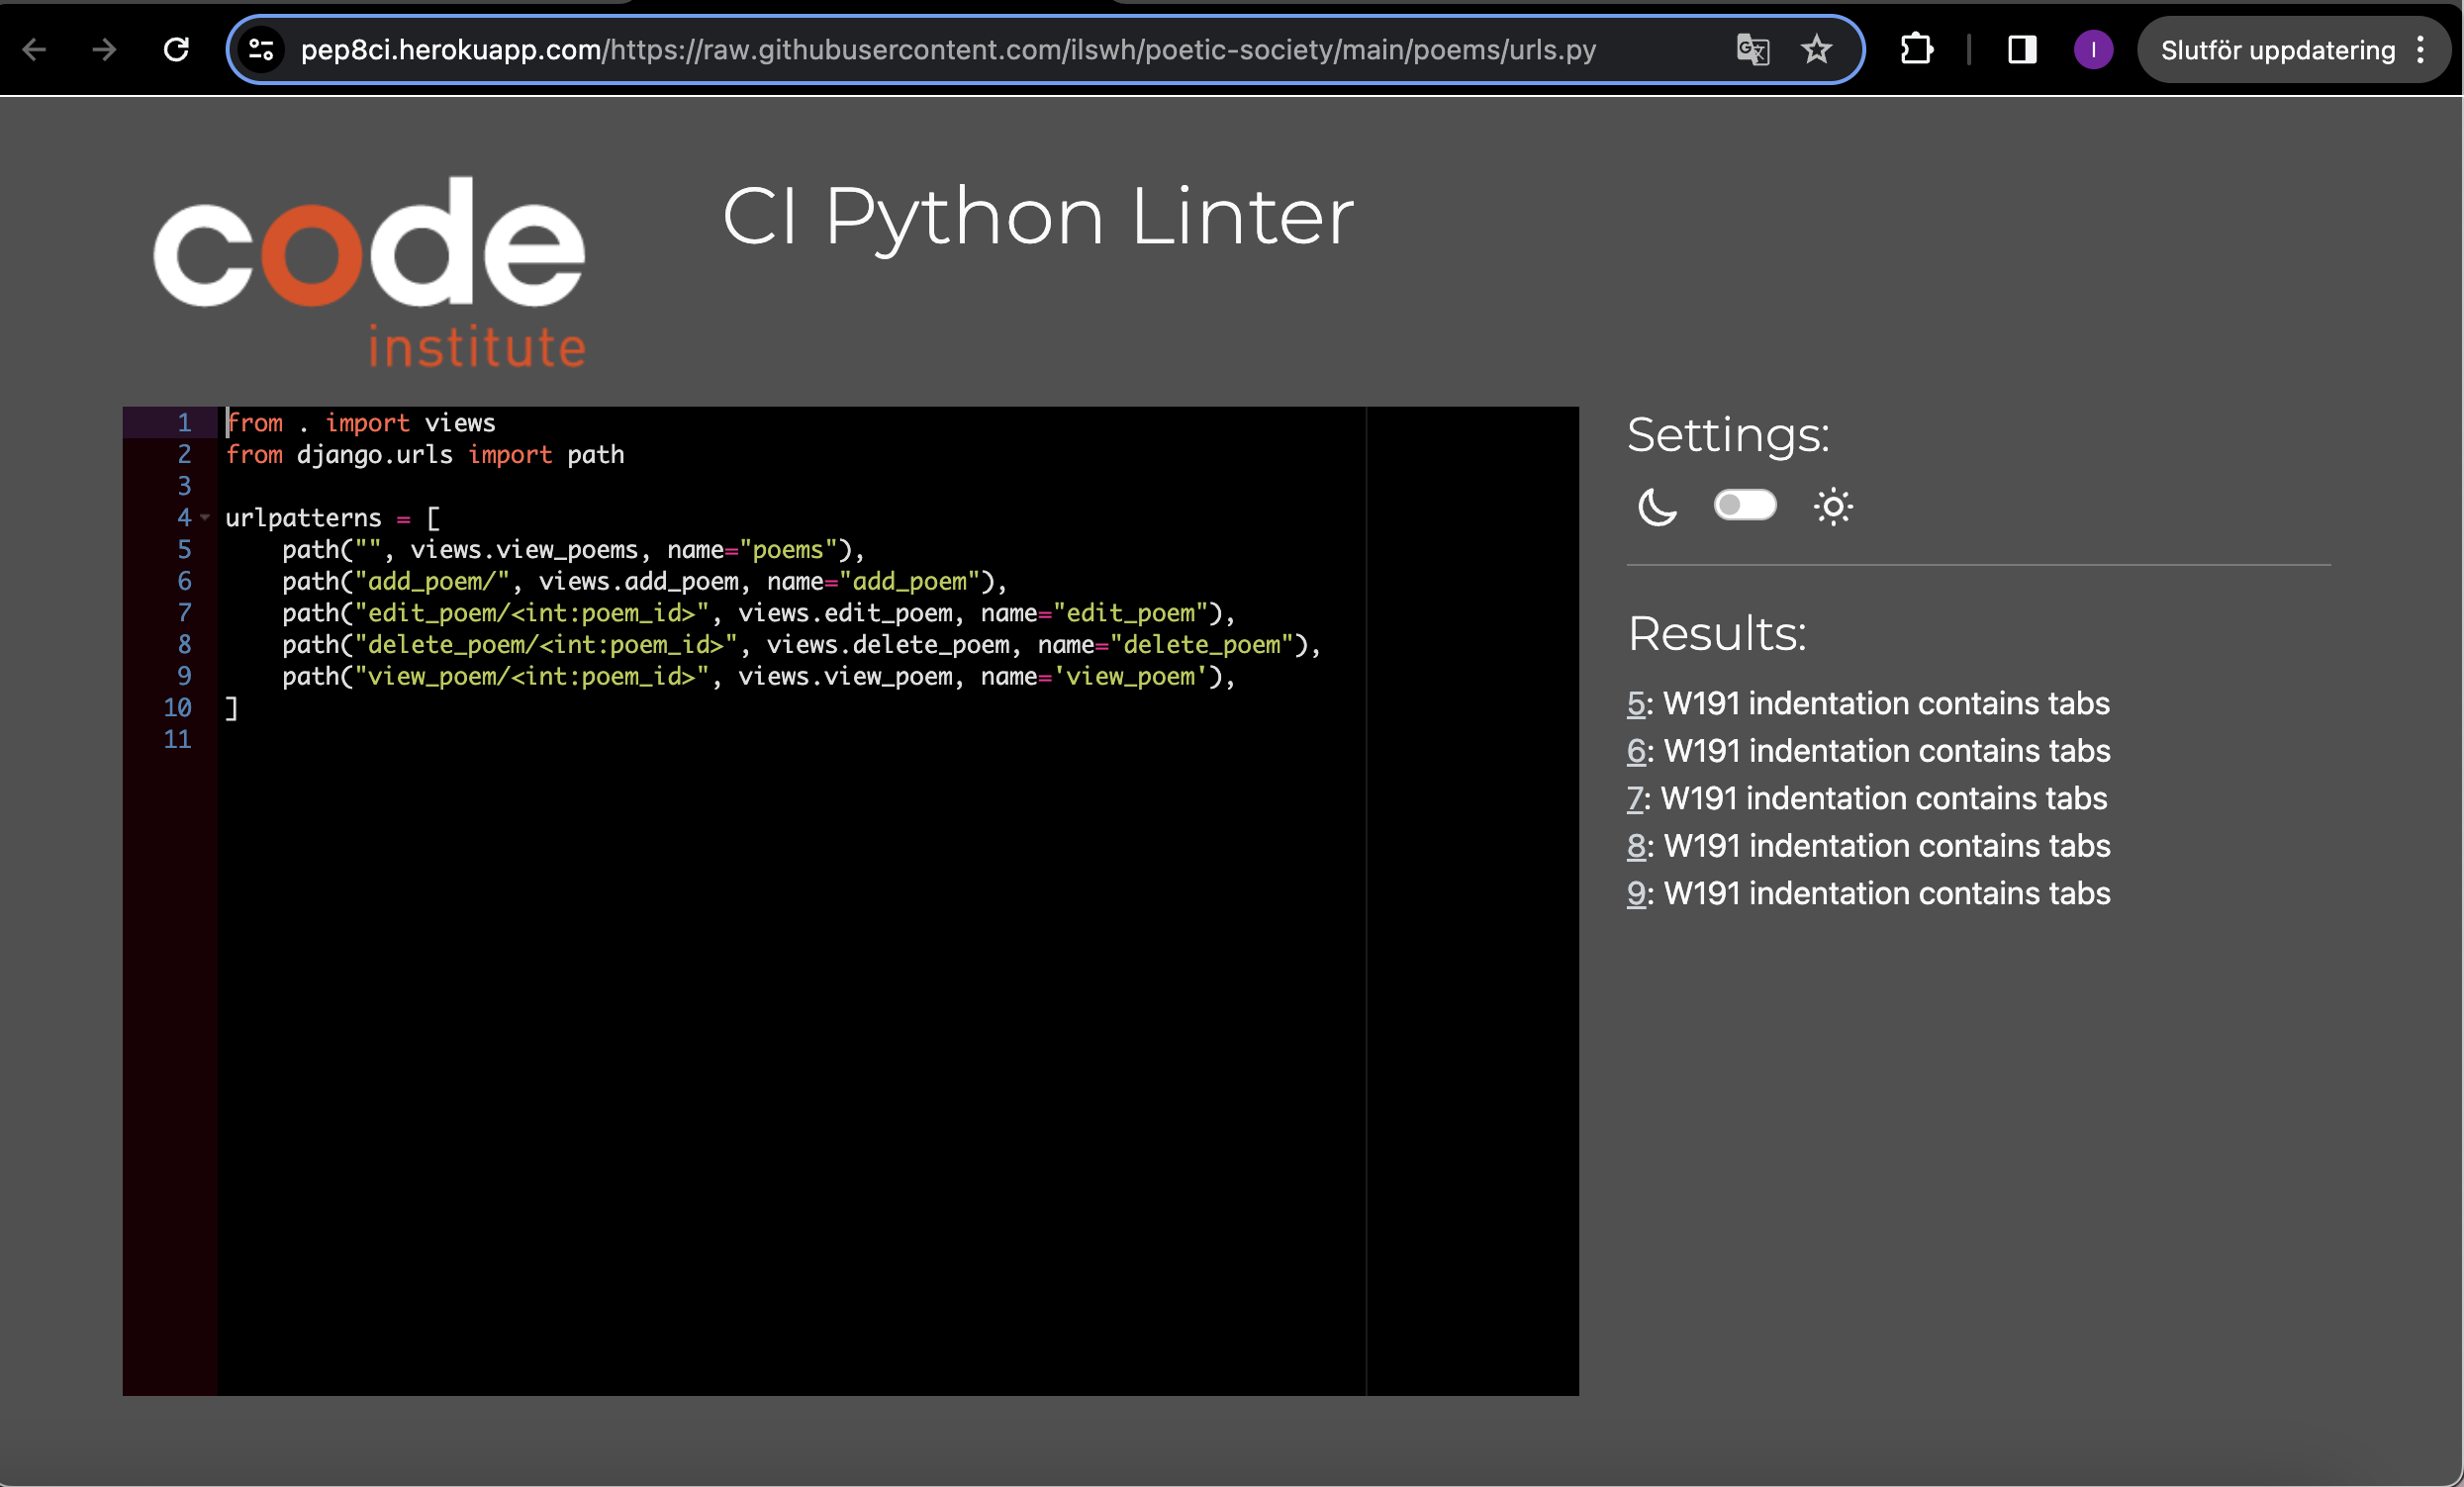 pep8ci.herokuapp.com/https://raw.githubusercontent.com/ilswh/poetic-society/main/poems/urls.py
I
Slutför uppdatering
code
institute
CI Python Linter
1 from . import views
2 from django.urls import path
3
4 urlpatterns = [
5     path("", views.view_poems, name="poems"),
6     path("add_poem/", views.add_poem, name="add_poem"),
7     path("edit_poem/<int:poem_id>", views.edit_poem, name="edit_poem"),
8     path("delete_poem/<int:poem_id>", views.delete_poem, name="delete_poem"),
9     path("view_poem/<int:poem_id>", views.view_poem, name='view_poem'),
10 ]
11
Settings:
Results:
5: W191 indentation contains tabs
6: W191 indentation contains tabs
7: W191 indentation contains tabs
8: W191 indentation contains tabs
9: W191 indentation contains tabs